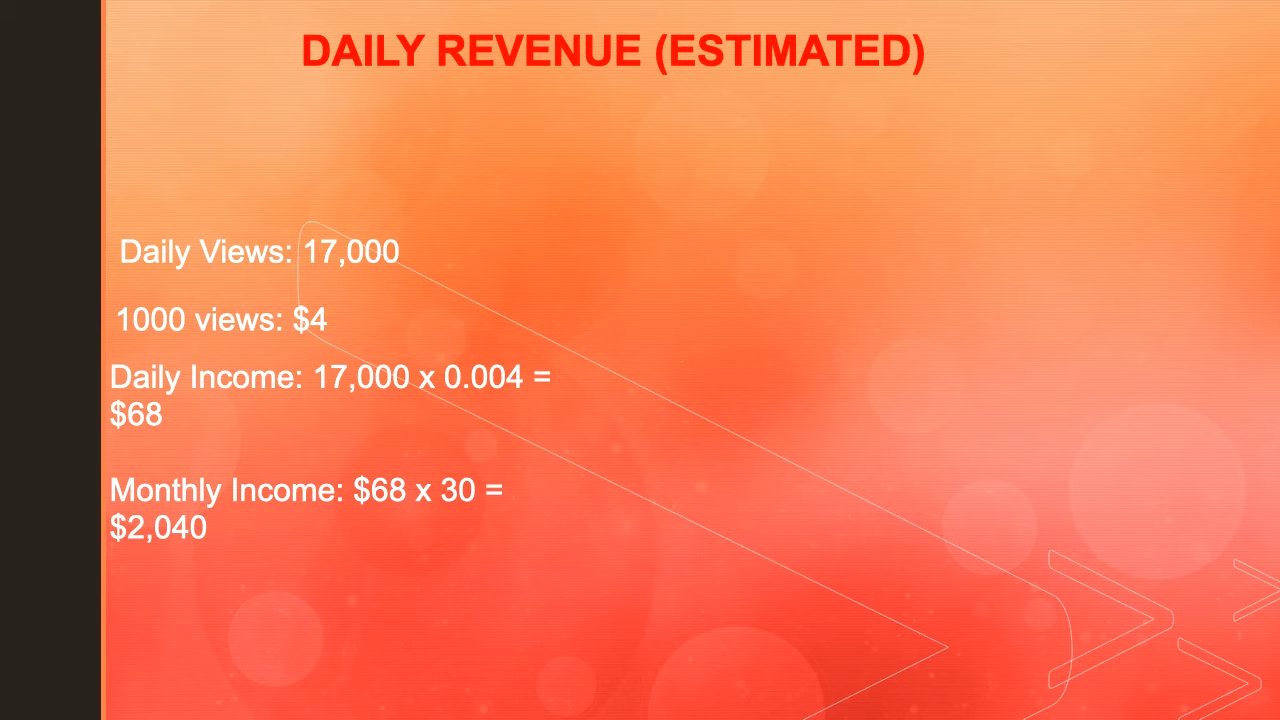 DAILY REVENUE (ESTIMATED)
Daily Views: 17,000
1000 views: $4
Daily Income: 17,000 x 0.004 =
$68
Monthly Income: $68 x 30 =
$2,040